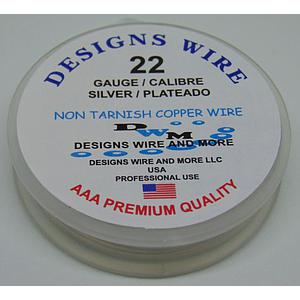 DESIGNS WIRE
22
GAUGE / CALIBRE
SILVER / PLATEADO
NON TARNISH COPPER WIRE
DWM
DESIGNS WIRE AND MORE
DESIGNS WIRE AND MORE LLC
USA
PROFESSIONAL USE
AAA PREMIUM QUALITY